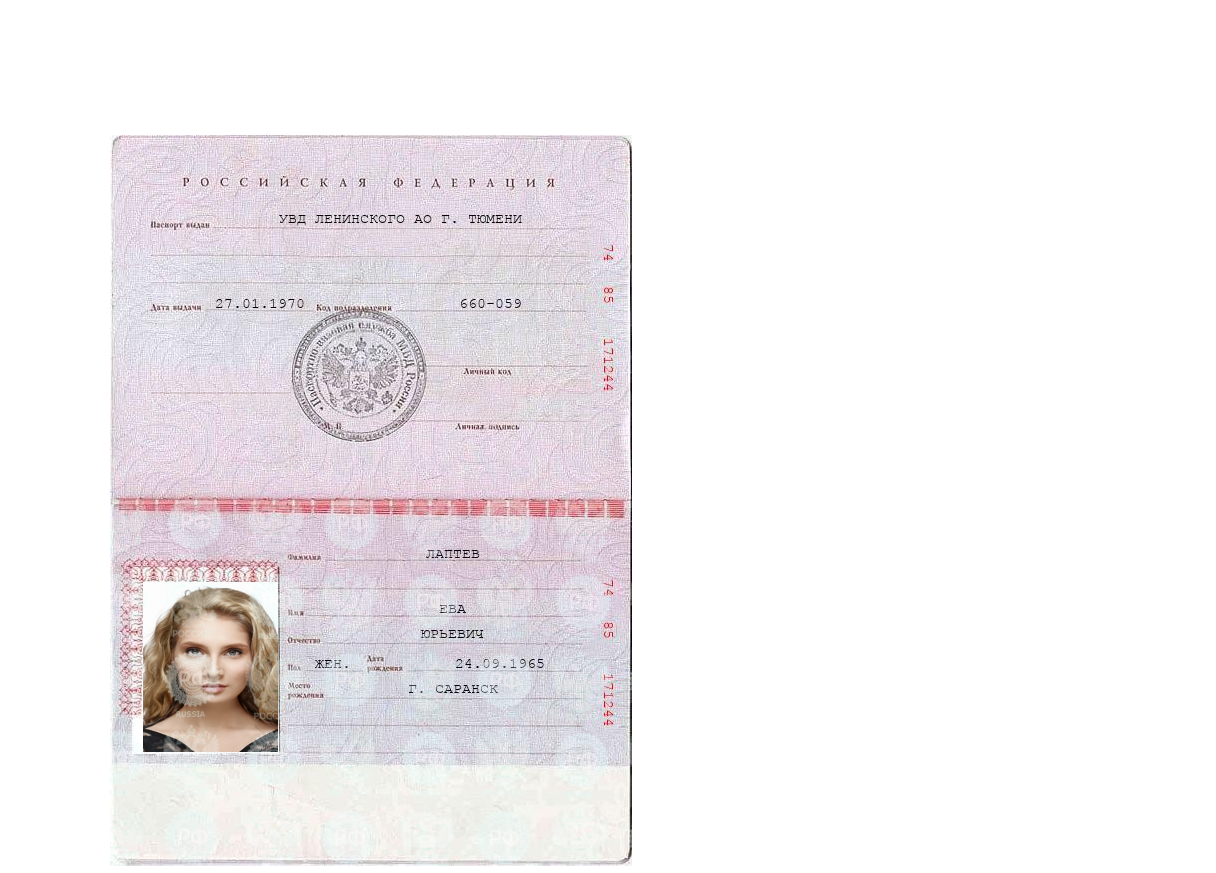 РОССИЙСКАЯ ФЕДЕРАЦИЯ
Паспорт выдан УВД ЛЕНИНСКОГО АО Г. ТЮМЕНИ
Дата выдачи 27.01.1970 Код подразделения 660-059
Паспортно-визовая служба МВД России
Личный код
М. П. Личная подпись
74 85 171244
Фамилия ЛАПТЕВ
Имя ЕВА
Отчество ЮРЬЕВИЧ
Пол ЖЕН. Дата рождения 24.09.1965
Место рождения Г. САРАНСК
74 85 171244
РФ
RUSSIA